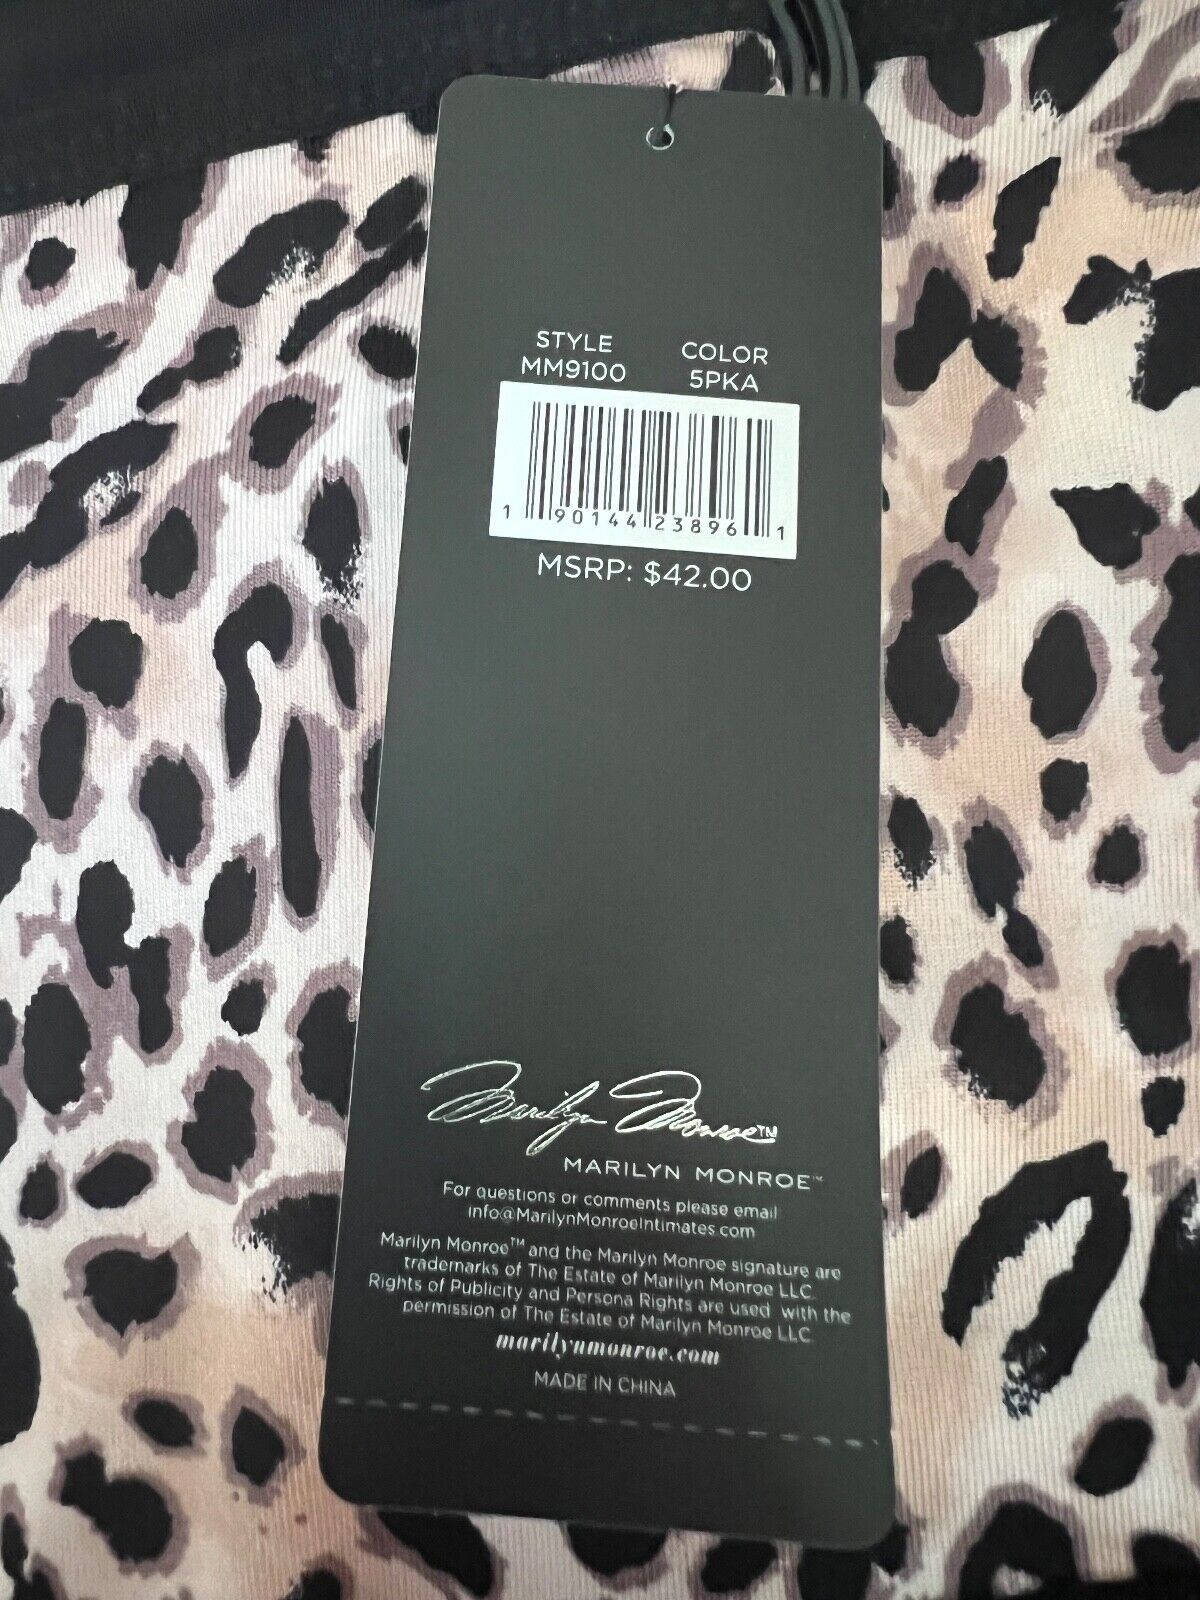 STYLE COLOR
MM9100 5PKA
1 90144 23896 1
MSRP: $42.00
Marilyn Monroe™
MARILYN MONROE™
For questions or comments please email
info@MarilynMonroeIntimates.com
Marilyn Monroe™ and the Marilyn Monroe signature are
trademarks of The Estate of Marilyn Monroe LLC.
Rights of Publicity and Persona Rights are used with the
permission of The Estate of Marilyn Monroe LLC
marilynmonroe.com
MADE IN CHINA